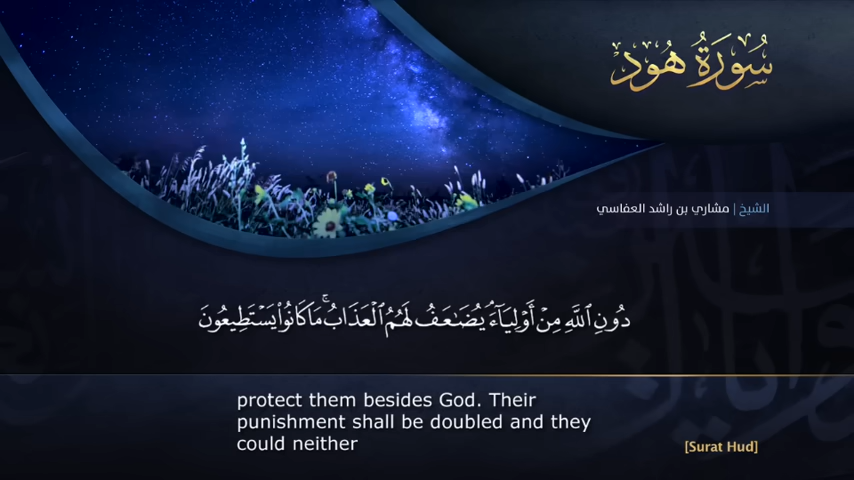 سُورَةُ هُود
الشيخ | مشاري بن راشد العفاسي
دُونِ ٱللَّهِ مِنْ أَوْلِيَآءَ ۘ يُضَٰعَفُ لَهُمُ ٱلْعَذَابُ ۚ مَا كَانُوا۟ يَسْتَطِيعُونَ
protect them besides God. Their
punishment shall be doubled and they
could neither
[Surat Hud]